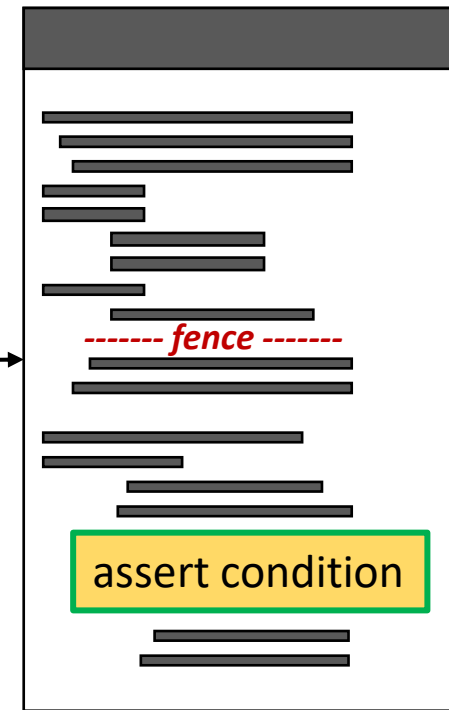 ------- fence -------
assert condition